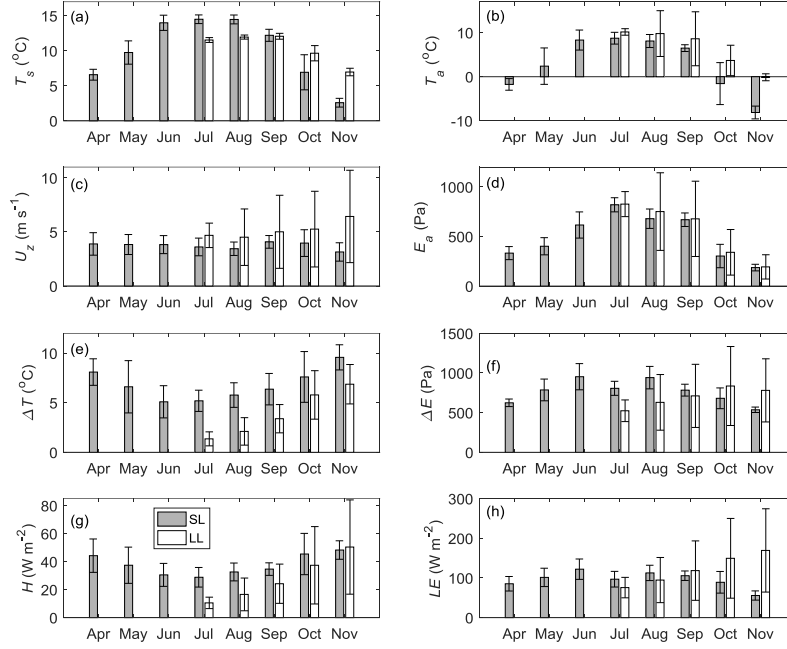 (a)
T_s (°C)
15
10
5
0
Apr May Jun Jul Aug Sep Oct Nov
(b)
T_a (°C)
10
0
-10
Apr May Jun Jul Aug Sep Oct Nov
(c)
U_z (m s⁻¹)
10
5
0
Apr May Jun Jul Aug Sep Oct Nov
(d)
E_a (Pa)
1000
500
0
Apr May Jun Jul Aug Sep Oct Nov
(e)
ΔT (°C)
10
5
0
Apr May Jun Jul Aug Sep Oct Nov
(f)
ΔE (Pa)
1500
1000
500
0
Apr May Jun Jul Aug Sep Oct Nov
(g)
H (W m⁻²)
80
60
40
20
0
SL
LL
Apr May Jun Jul Aug Sep Oct Nov
(h)
LE (W m⁻²)
300
200
100
0
Apr May Jun Jul Aug Sep Oct Nov